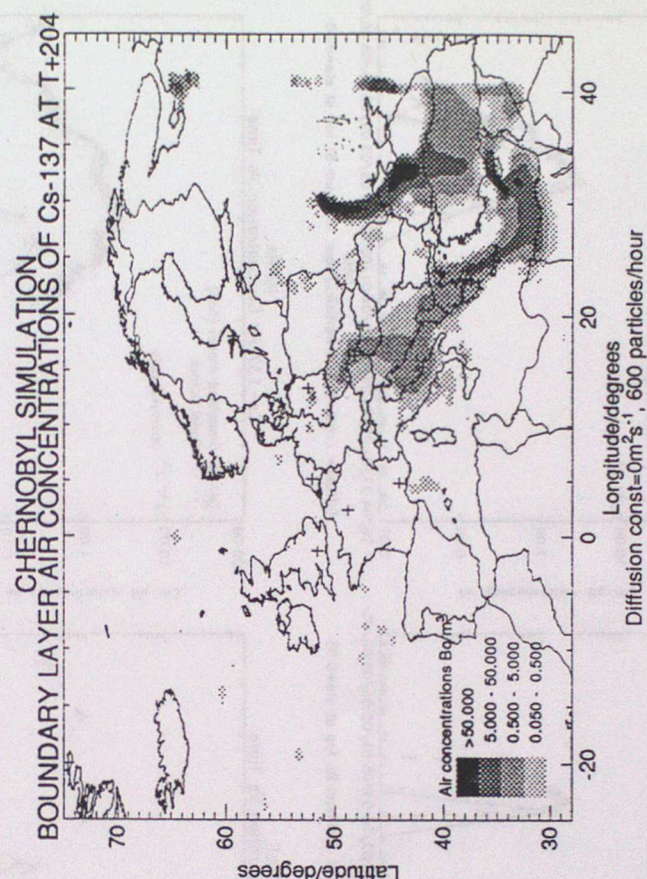 CHERNOBYL SIMULATION
BOUNDARY LAYER AIR CONCENTRATIONS OF Cs-137 AT T+204
Latitude/degrees
70
60
50
40
30
-20
0
20
40
Longitude/degrees
Diffusion const=0m²s⁻¹, 600 particles/hour
Air concentrations Bq/m³
>50.000
5.000 - 50.000
0.500 - 5.000
0.050 - 0.500